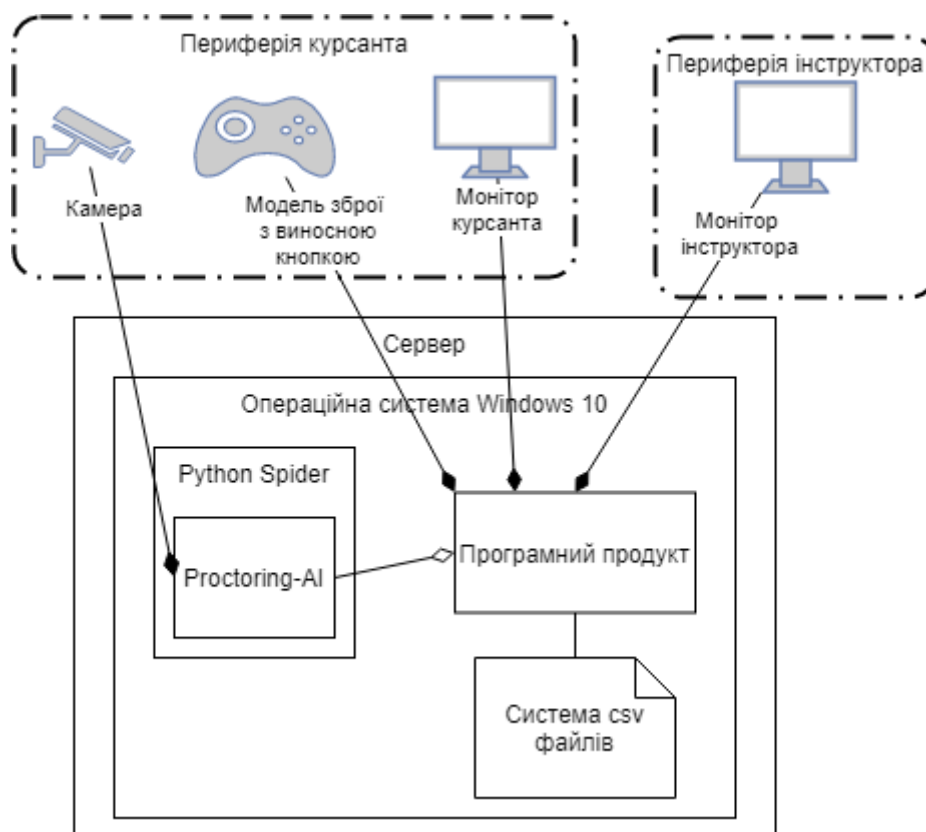 Периферія курсанта
Периферія інструктора
Камера
Модель зброї
з виносною
кнопкою
Монітор
курсанта
Монітор
інструктора
Сервер
Операційна система Windows 10
Python Spider
Proctoring-AI
Програмний продукт
Система csv
файлів